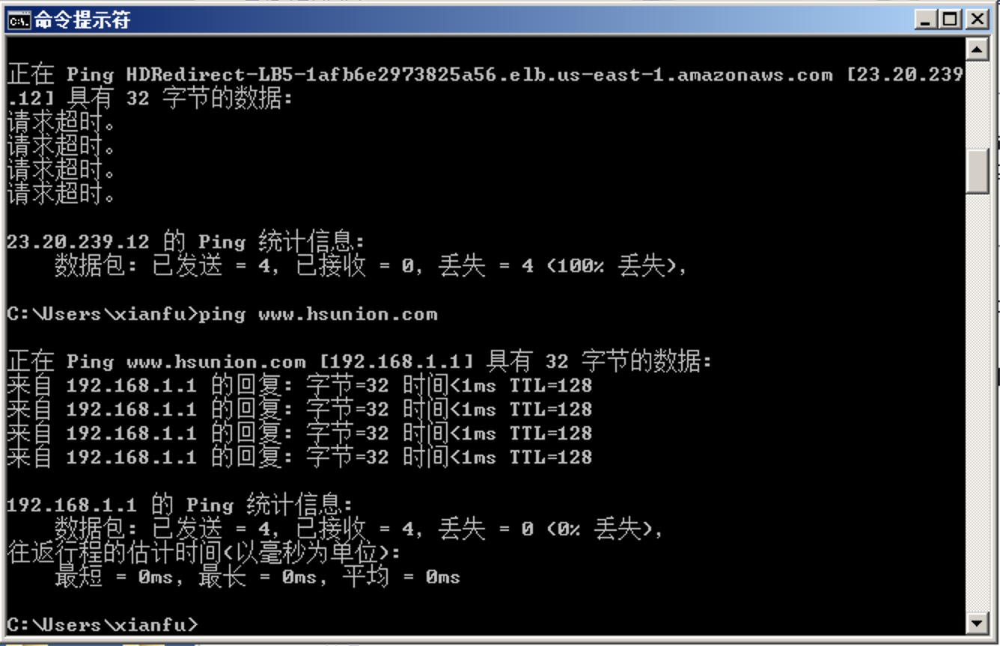 命令提示符
正在 Ping HDRedirect-LB5-1afb6e2973825a56.elb.us-east-1.amazonaws.com [23.20.239
.12] 具有 32 字节的数据:
请求超时。
请求超时。
请求超时。
请求超时。
23.20.239.12 的 Ping 统计信息:
数据包: 已发送 = 4, 已接收 = 0, 丢失 = 4 (100% 丢失),
C:\Users\xianfu>ping www.hsunion.com
正在 Ping www.hsunion.com [192.168.1.1] 具有 32 字节的数据:
来自 192.168.1.1 的回复: 字节=32 时间<1ms TTL=128
来自 192.168.1.1 的回复: 字节=32 时间<1ms TTL=128
来自 192.168.1.1 的回复: 字节=32 时间<1ms TTL=128
来自 192.168.1.1 的回复: 字节=32 时间<1ms TTL=128
192.168.1.1 的 Ping 统计信息:
数据包: 已发送 = 4, 已接收 = 4, 丢失 = 0 (0% 丢失),
往返行程的估计时间(以毫秒为单位):
最短 = 0ms, 最长 = 0ms, 平均 = 0ms
C:\Users\xianfu>